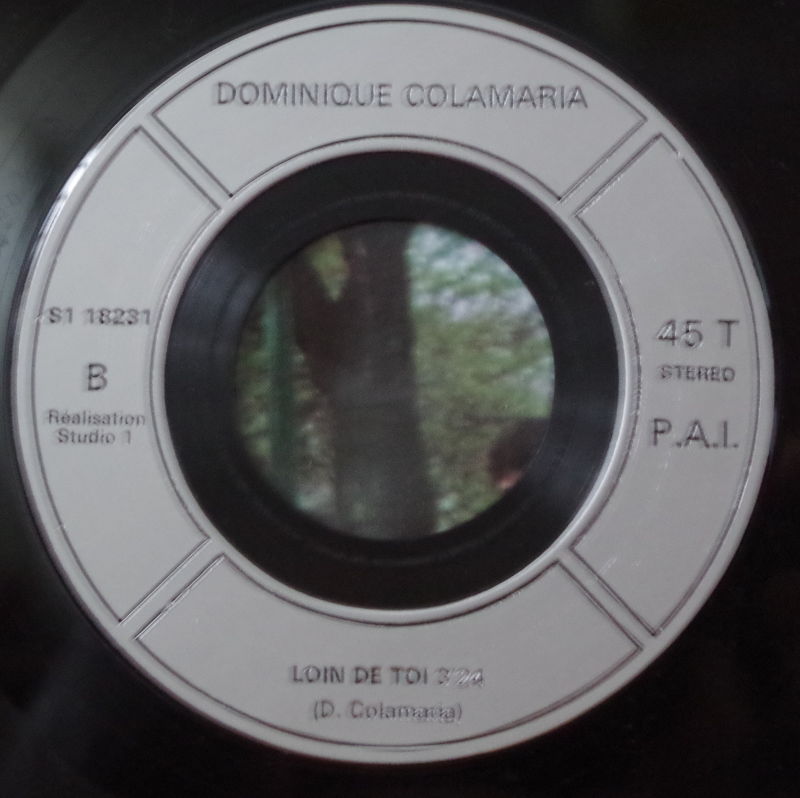 DOMINIQUE COLAMARIA
S1 18231
B
Réalisation
Studio 1
45 T
STEREO
P.A.I.
LOIN DE TOI 3'24
(D. Colamaria)